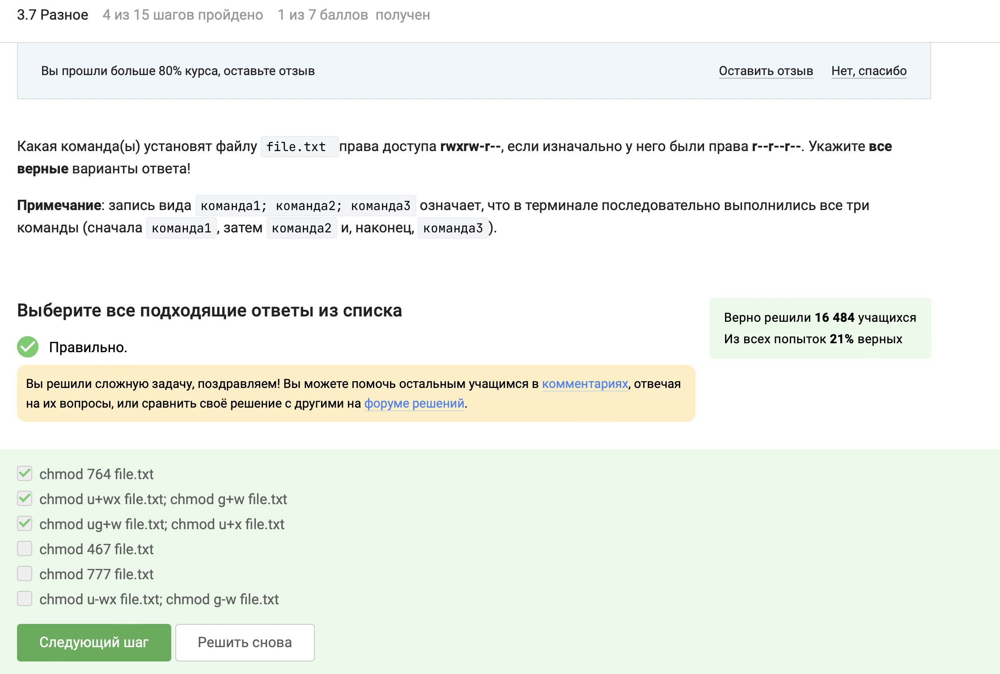 3.7 Разное 4 из 15 шагов пройдено 1 из 7 баллов получен
Вы прошли больше 80% курса, оставьте отзыв Оставить отзыв Нет, спасибо
Какая команда(ы) установят файлу file.txt права доступа rwxrw-r--, если изначально у него были права r--r--r--. Укажите все
верные варианты ответа!
Примечание: запись вида команда1; команда2; команда3 означает, что в терминале последовательно выполнились все три
команды (сначала команда1, затем команда2 и, наконец, команда3).
Выберите все подходящие ответы из списка
Верно решили 16 484 учащихся
Из всех попыток 21% верных
Правильно.
Вы решили сложную задачу, поздравляем! Вы можете помочь остальным учащимся в комментариях, отвечая
на их вопросы, или сравнить своё решение с другими на форуме решений.
chmod 764 file.txt
chmod u+wx file.txt; chmod g+w file.txt
chmod ug+w file.txt; chmod u+x file.txt
chmod 467 file.txt
chmod 777 file.txt
chmod u-wx file.txt; chmod g-w file.txt
Следующий шаг Решить снова